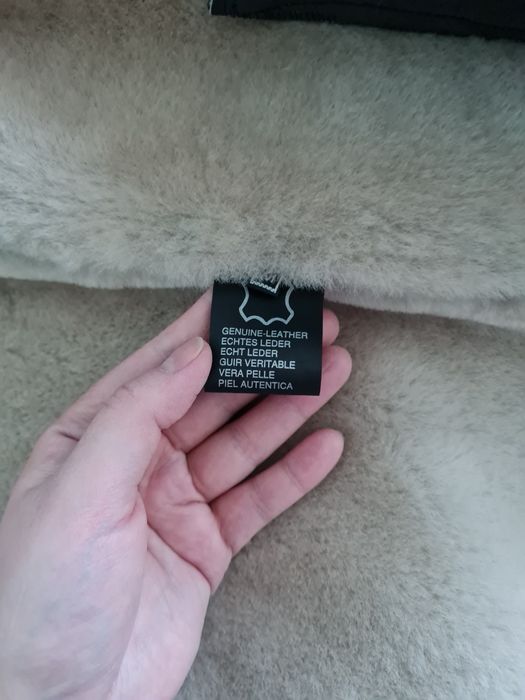 GENUINE-LEATHER
ECHTES LEDER
ECHT LEDER
GUIR VERITABLE
VERA PELLE
PIEL AUTENTICA